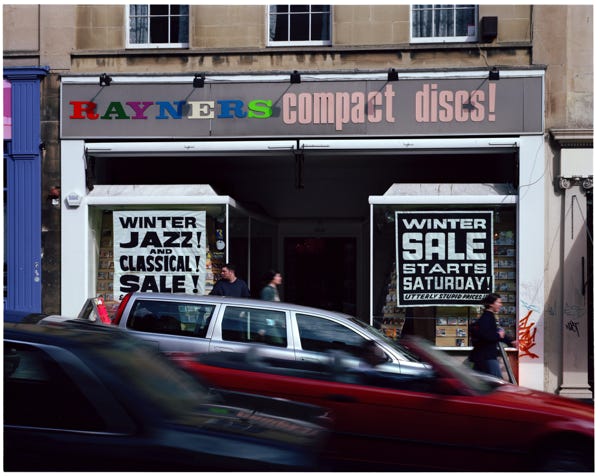 RAYNERS compact discs!
WINTER
JAZZ!
AND
CLASSICAL!
SALE!
WINTER
SALE
STARTS
SATURDAY!
UTTERLY STUPID PRICES!